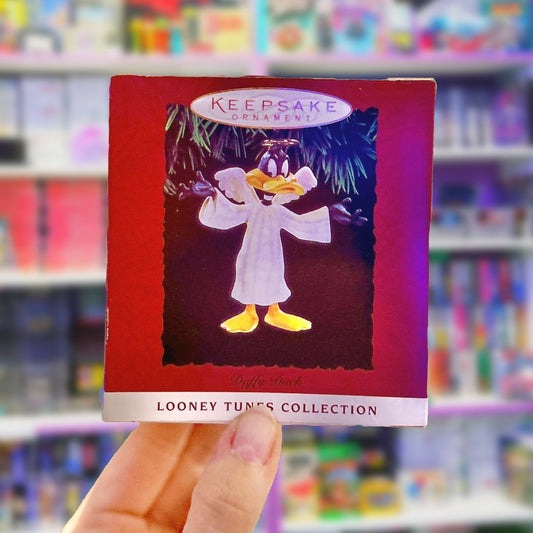 KEEPSAKE
ORNAMENT
Daffy Duck
LOONEY TUNES COLLECTION